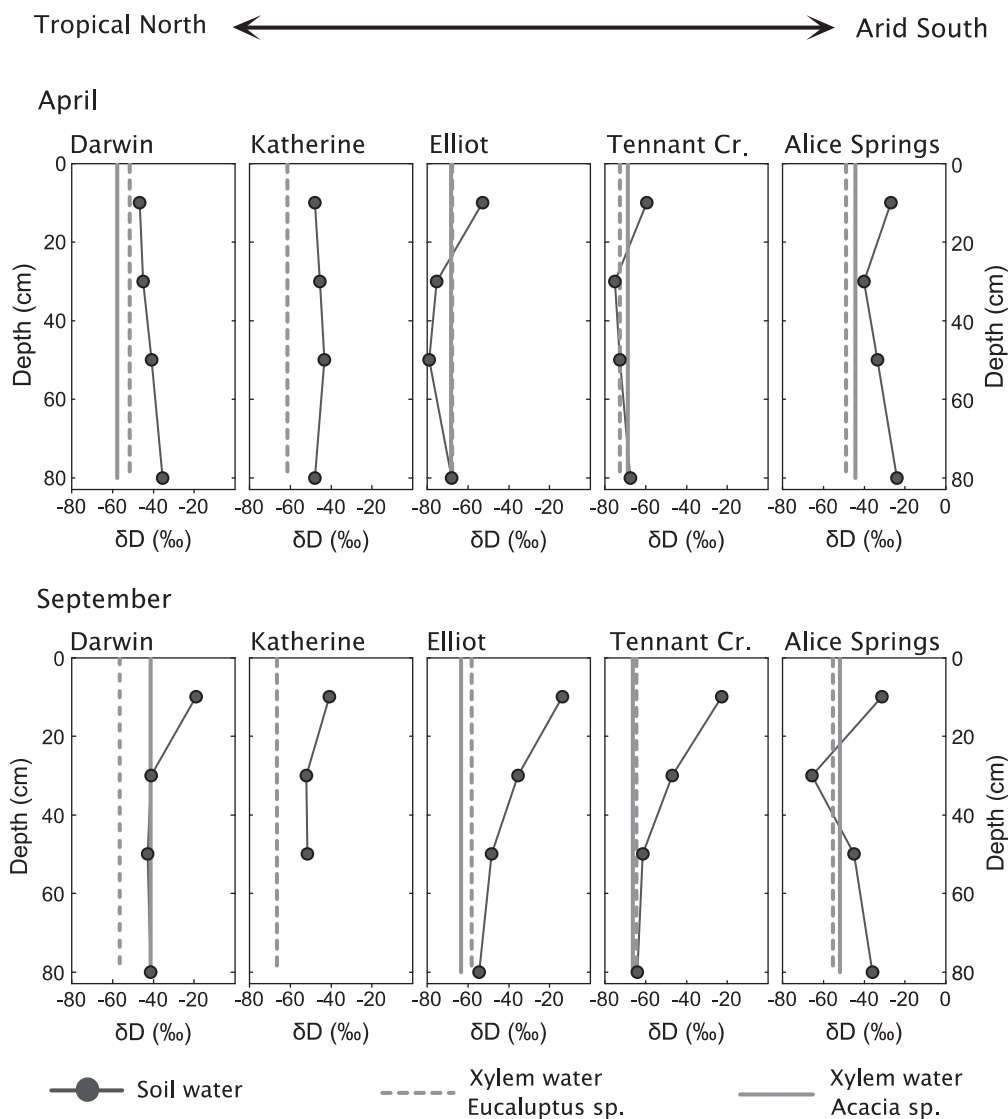 Tropical North Arid South
April
Darwin Katherine Elliot Tennant Cr. Alice Springs
0 0
20 20
40 40
60 60
80 80
Depth (cm) Depth (cm)
-80 -60 -40 -20 -80 -60 -40 -20 -80 -60 -40 -20 -80 -60 -40 -20 -80 -60 -40 -20 0
δD (‰) δD (‰) δD (‰) δD (‰) δD (‰)
September
Darwin Katherine Elliot Tennant Cr. Alice Springs
0 0
20 20
40 40
60 60
80 80
Depth (cm) Depth (cm)
-80 -60 -40 -20 -80 -60 -40 -20 -80 -60 -40 -20 -80 -60 -40 -20 -80 -60 -40 -20 0
δD (‰) δD (‰) δD (‰) δD (‰) δD (‰)
Soil water
Xylem water
Eucaluptus sp.
Xylem water
Acacia sp.